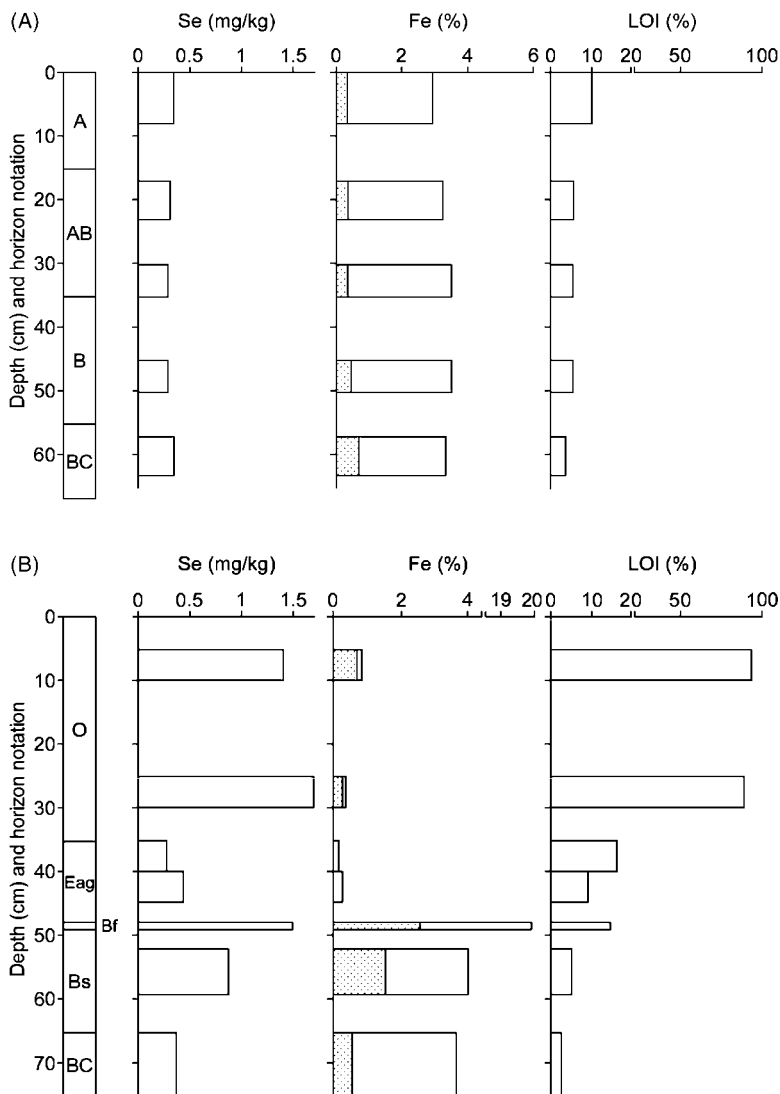 (A)
Se (mg/kg) Fe (%) LOI (%)
0 0.5 1 1.5 0 2 4 6 0 10 20 50 100
Depth (cm) and horizon notation
0
10
20
30
40
50
60
A
AB
B
BC
(B)
Se (mg/kg) Fe (%) LOI (%)
0 0.5 1 1.5 0 2 4 19 20 0 10 20 50 100
Depth (cm) and horizon notation
0
10
20
30
40
50
60
70
O
Eag
Bf
Bs
BC